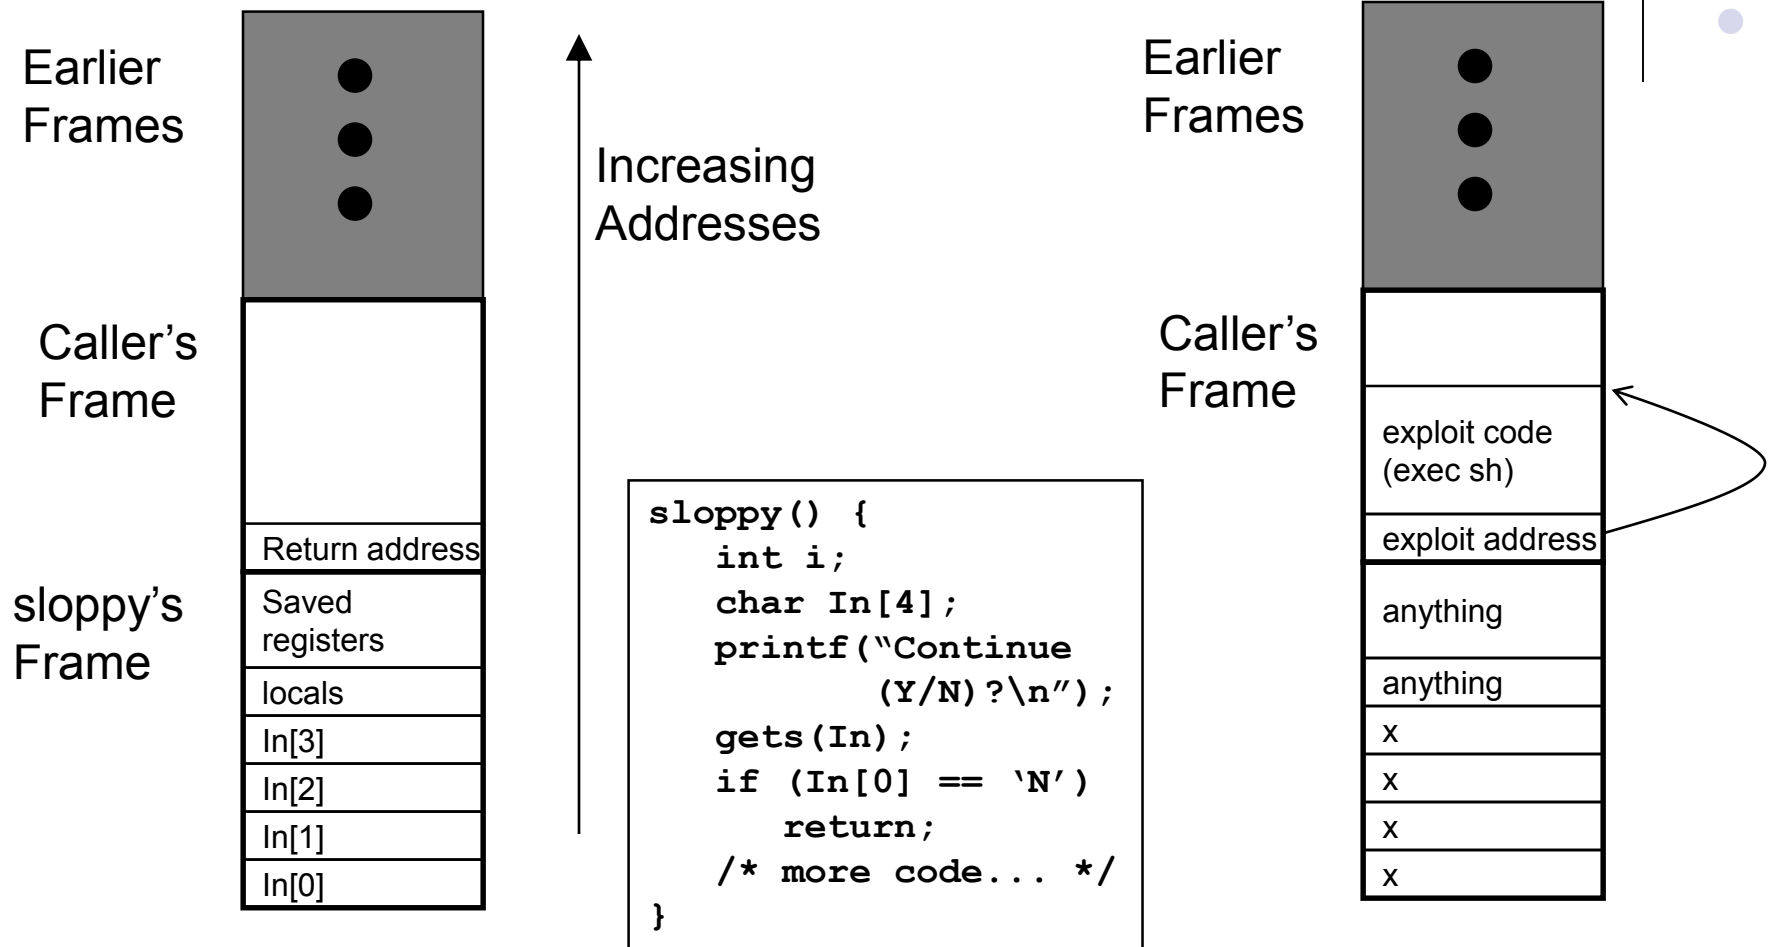 Earlier
Frames
Increasing
Addresses
Caller’s
Frame
Return address
sloppy’s
Frame
Saved
registers
locals
In[3]
In[2]
In[1]
In[0]
sloppy() {
int i;
char In[4];
printf(“Continue
(Y/N)?\n”);
gets(In);
if (In[0] == ‘N’)
return;
/* more code... */
}
Earlier
Frames
Caller’s
Frame
exploit code
(exec sh)
exploit address
anything
anything
x
x
x
x